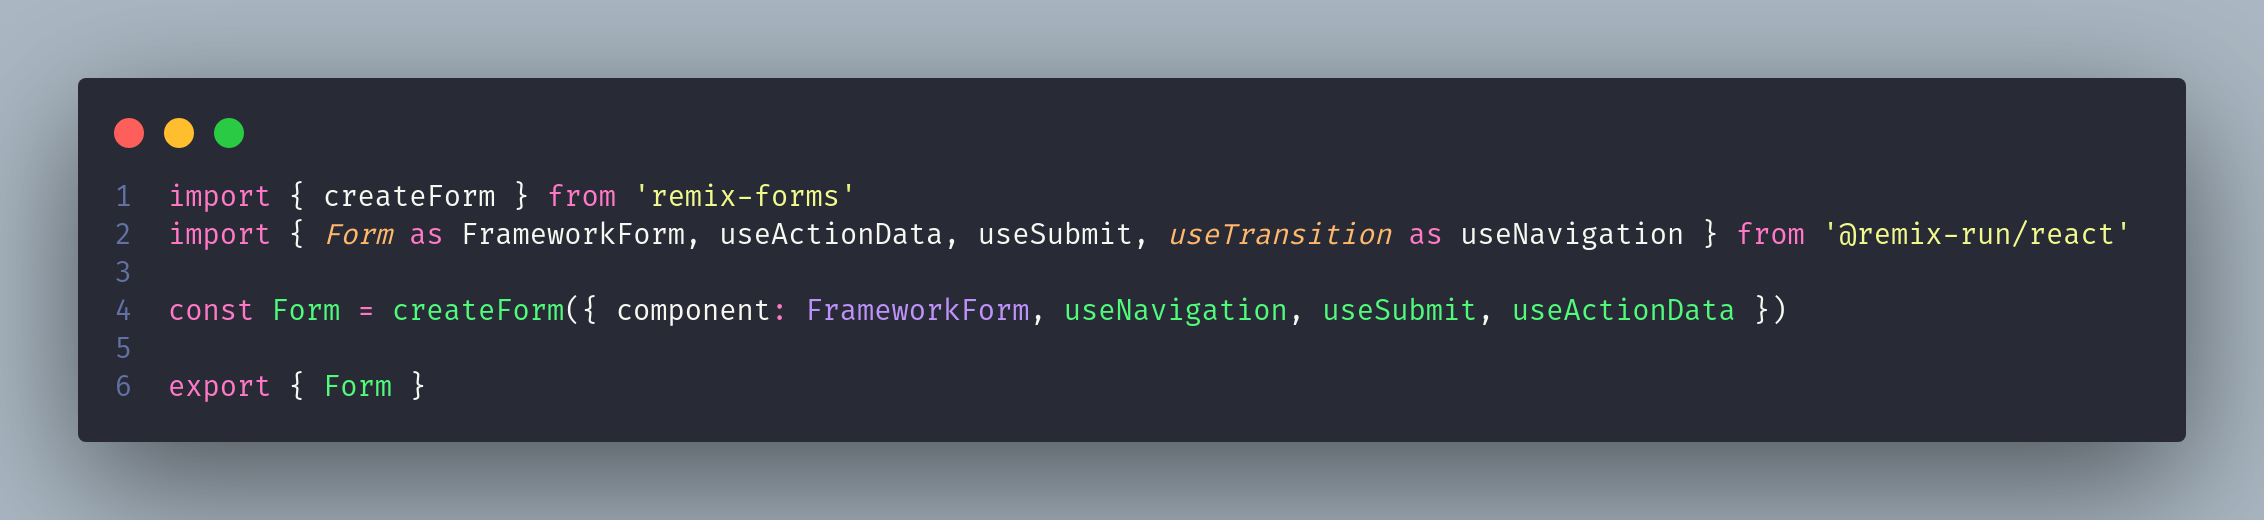 1 import { createForm } from 'remix-forms'
2 import { Form as FrameworkForm, useActionData, useSubmit, useTransition as useNavigation } from '@remix-run/react'
3
4 const Form = createForm({ component: FrameworkForm, useNavigation, useSubmit, useActionData })
5
6 export { Form }